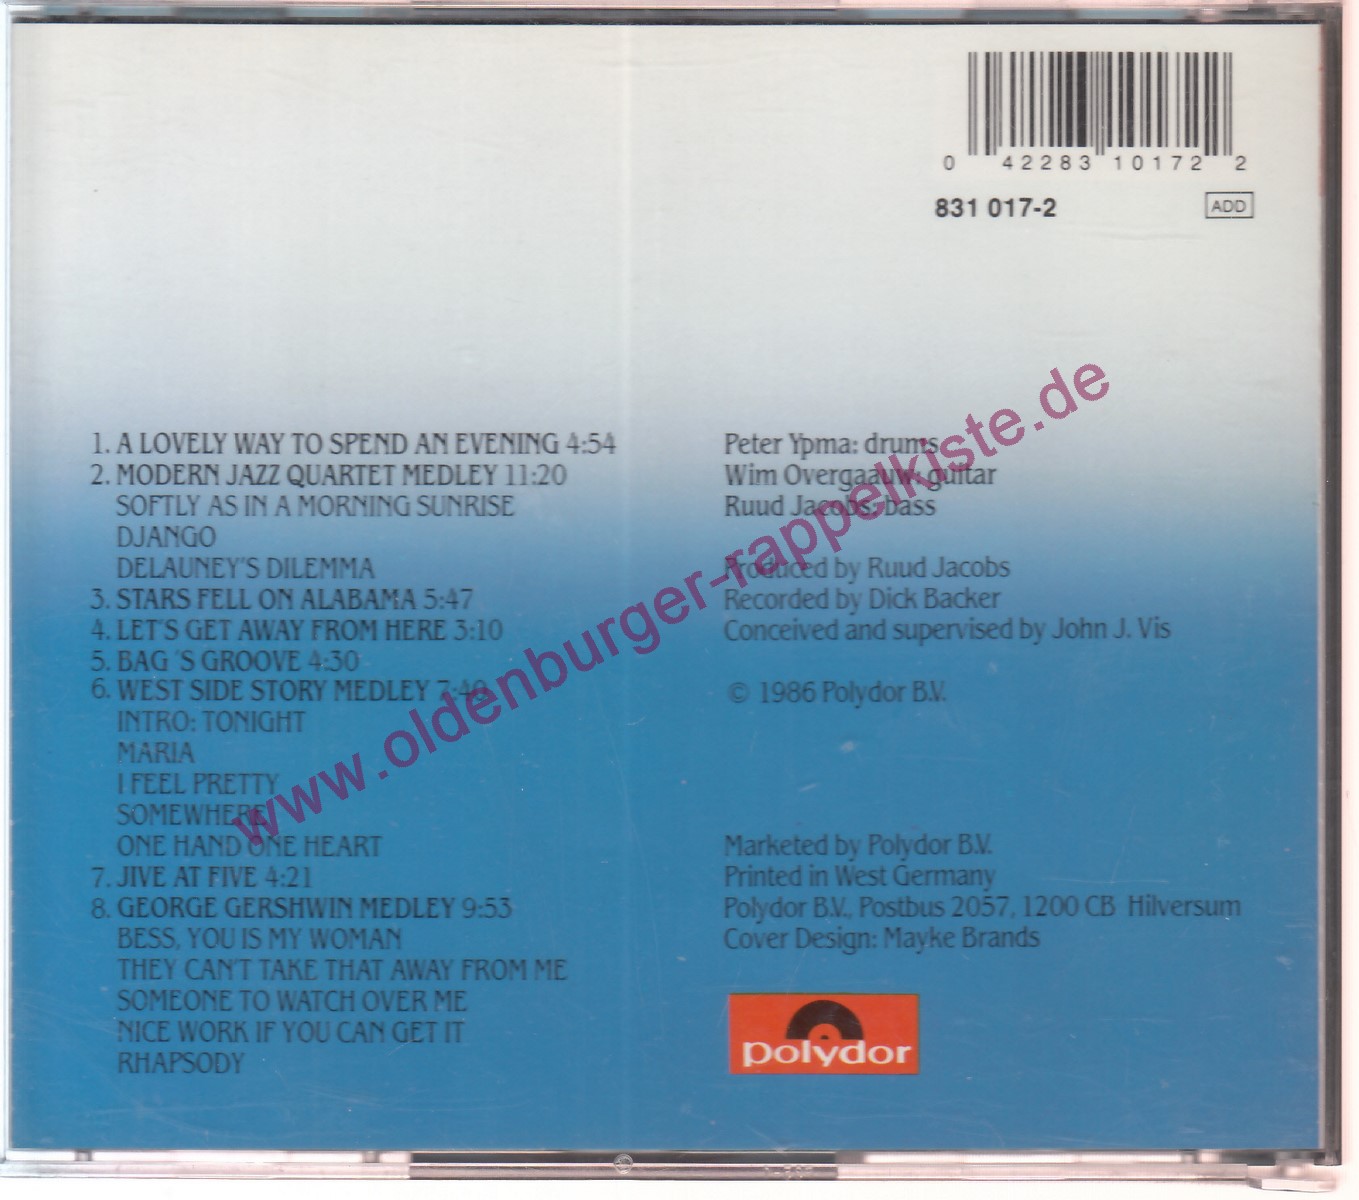 0 42283 10172 2
831 017-2 ADD
1. A LOVELY WAY TO SPEND AN EVENING 4:54
2. MODERN JAZZ QUARTET MEDLEY 11:20
SOFTLY AS IN A MORNING SUNRISE
DJANGO
DELAUNEY'S DILEMMA
3. STARS FELL ON ALABAMA 5:47
4. LET'S GET AWAY FROM HERE 3:10
5. BAG 'S GROOVE 4:30
6. WEST SIDE STORY MEDLEY 7:40
INTRO: TONIGHT
MARIA
I FEEL PRETTY
SOMEWHERE
ONE HAND ONE HEART
7. JIVE AT FIVE 4:21
8. GEORGE GERSHWIN MEDLEY 9:53
BESS, YOU IS MY WOMAN
THEY CAN'T TAKE THAT AWAY FROM ME
SOMEONE TO WATCH OVER ME
NICE WORK IF YOU CAN GET IT
RHAPSODY
Peter Ypma: drums
Wim Overgaauw: guitar
Ruud Jacobs: bass
Produced by Ruud Jacobs
Recorded by Dick Backer
Conceived and supervised by John J. Vis
© 1986 Polydor B.V.
Marketed by Polydor B.V.
Printed in West Germany
Polydor B.V., Postbus 2057, 1200 CB Hilversum
Cover Design: Mayke Brands
polydor
www.oldenburger-rappelkiste.de